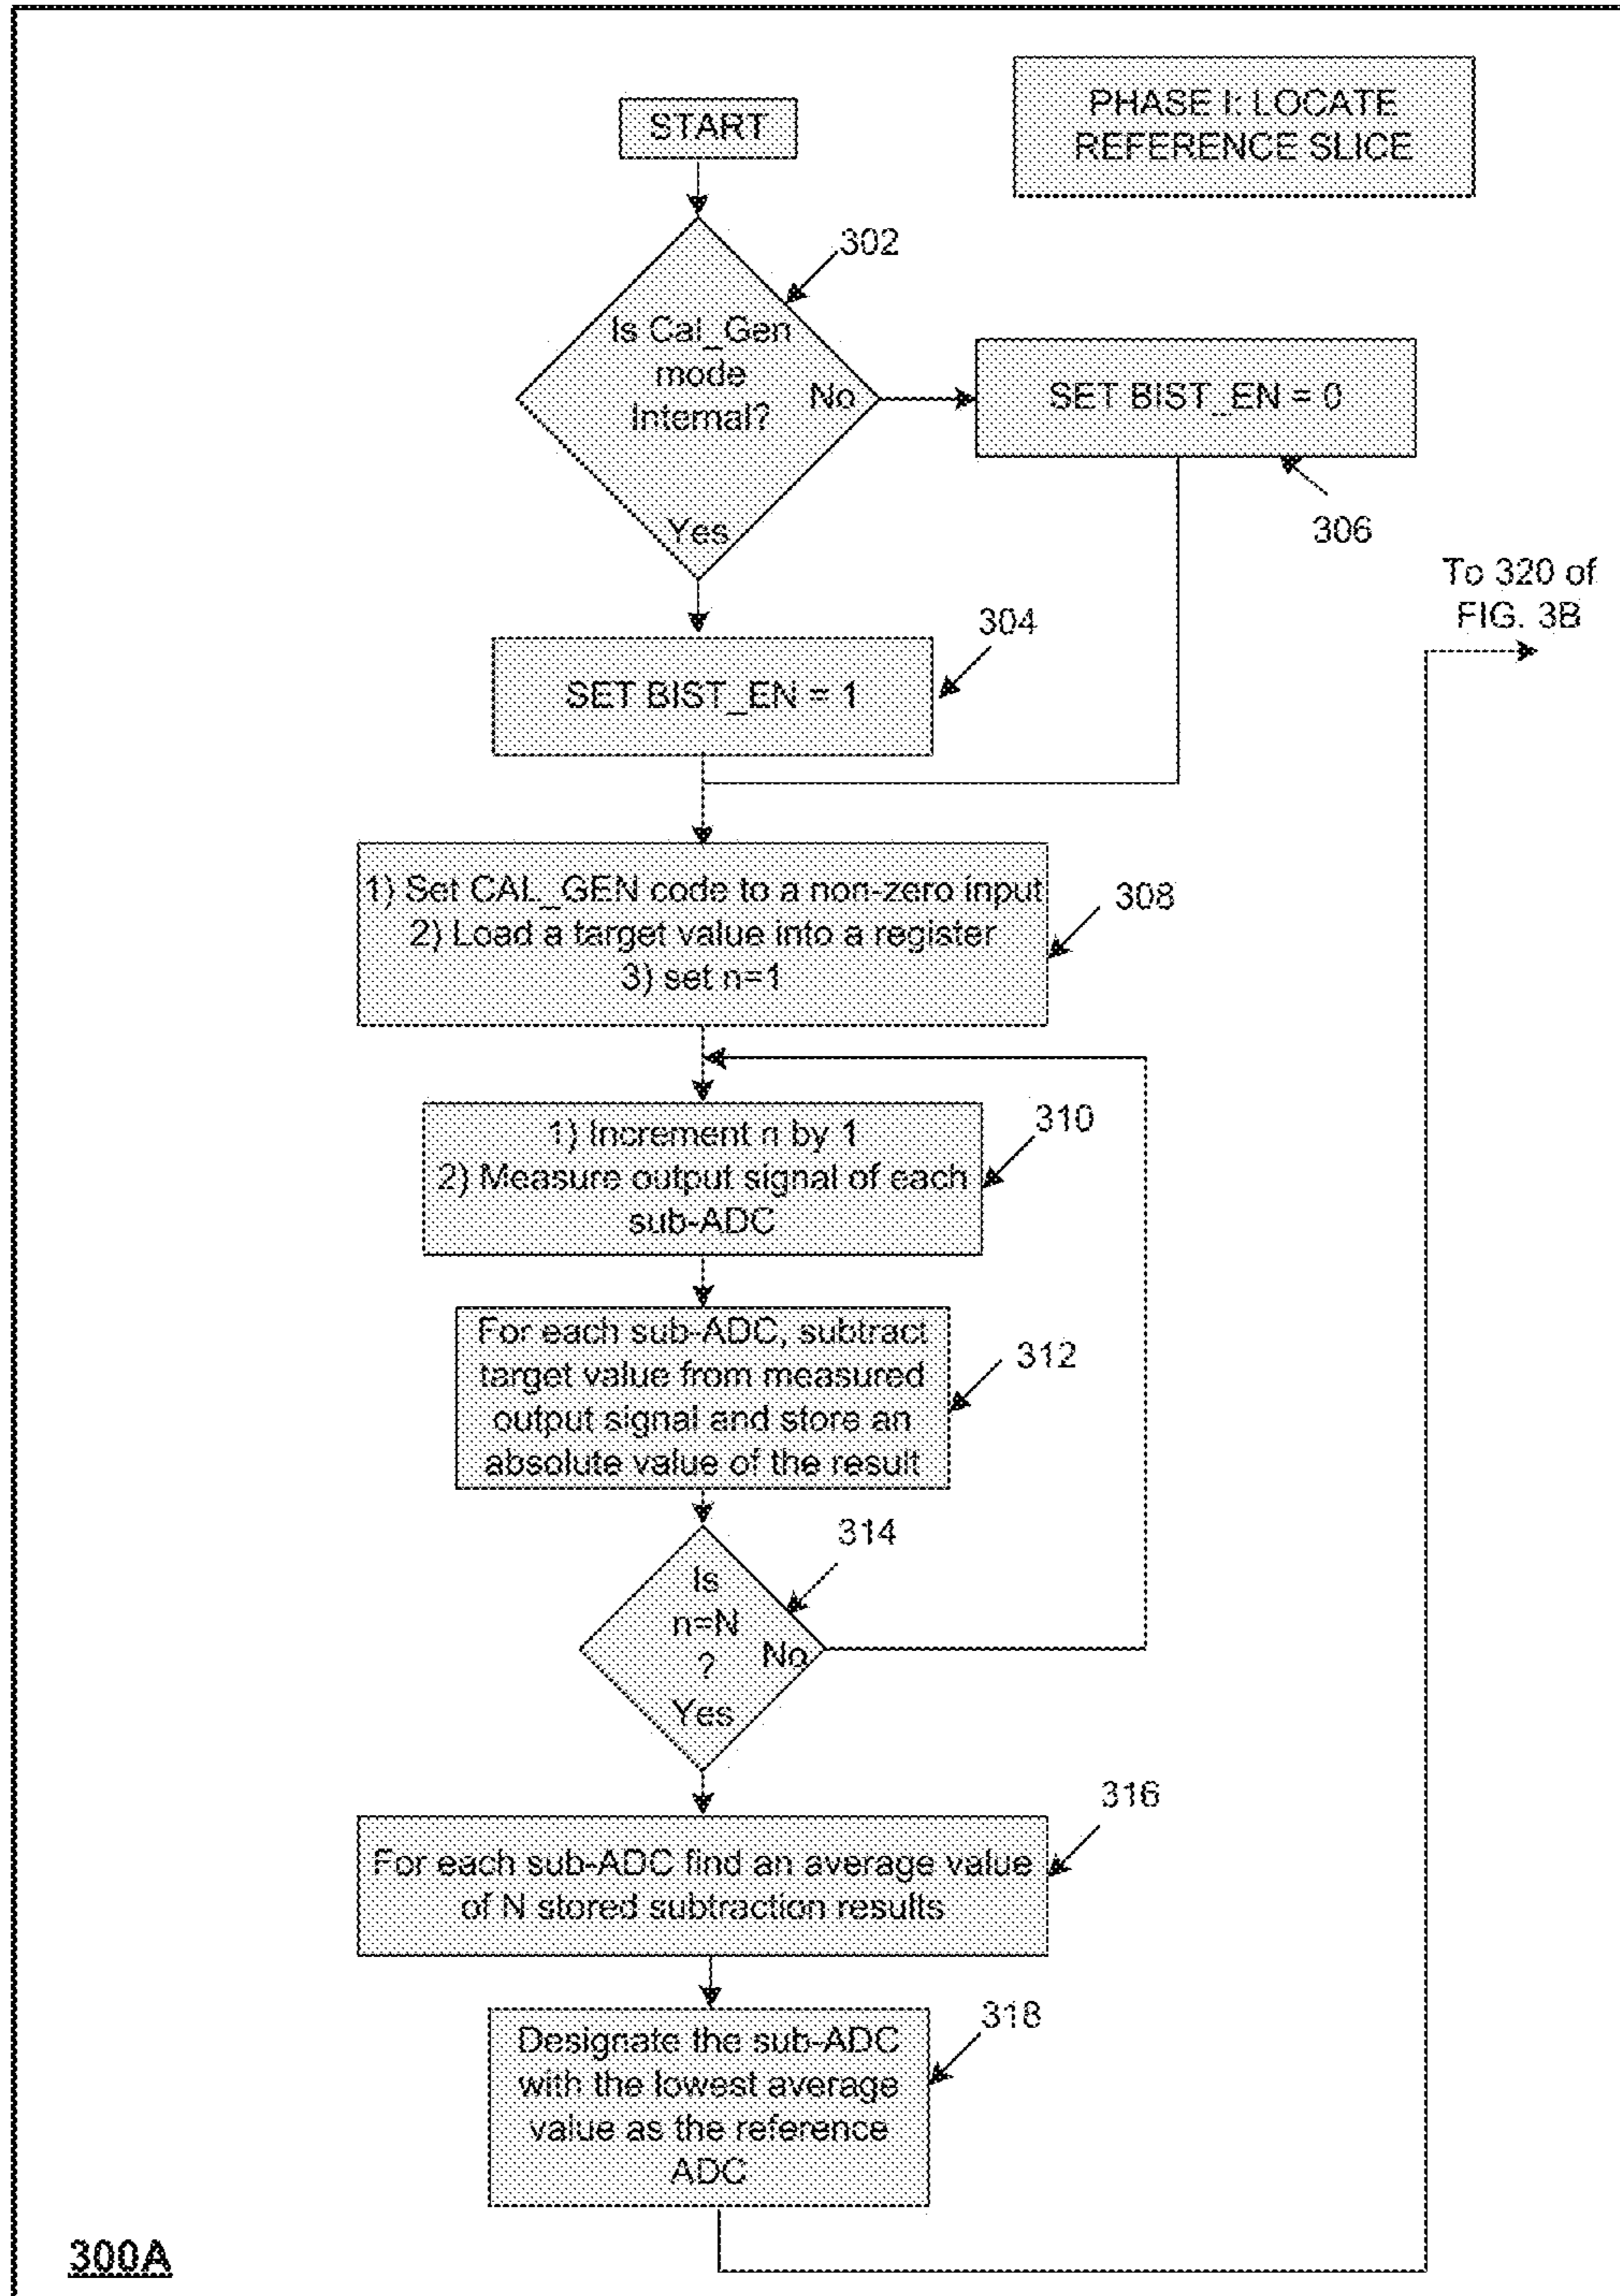 PHASE I: LOCATE
REFERENCE SLICE
START
302
Is Cal_Gen
mode
Internal?
No
Yes
SET BIST_EN = 0
306
To 320 of
FIG. 3B
304
SET BIST_EN = 1
1) Set CAL_GEN code to a non-zero input
2) Load a target value into a register
3) set n=1
308
1) Increment n by 1
2) Measure output signal of each
sub-ADC
310
For each sub-ADC, subtract
target value from measured
output signal and store an
absolute value of the result
312
314
Is
n=N
?
No
Yes
316
For each sub-ADC find an average value
of N stored subtraction results
318
Designate the sub-ADC
with the lowest average
value as the reference
ADC
300A